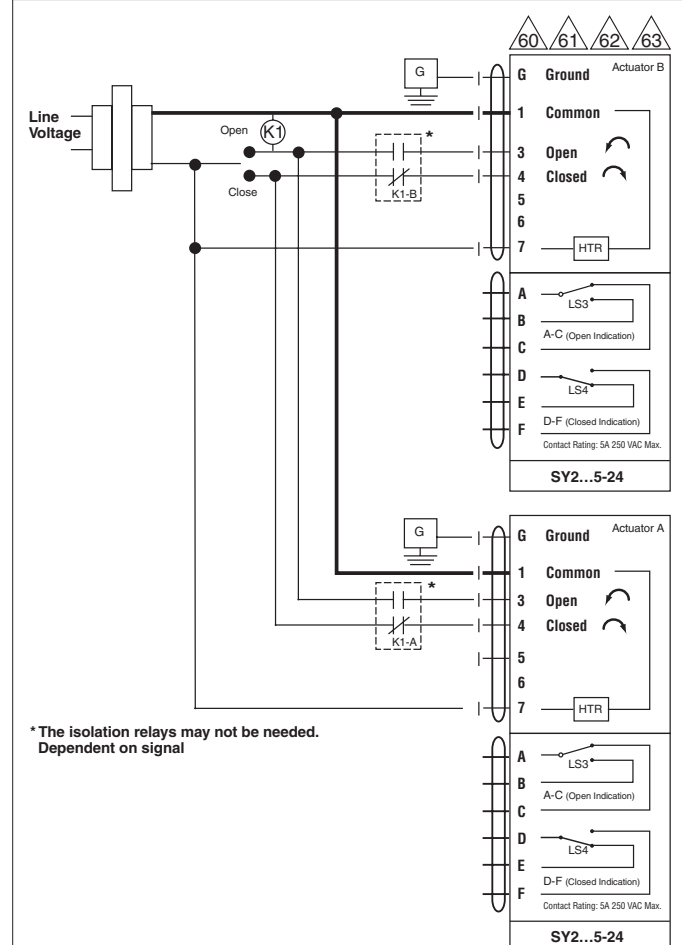 60 61 62 63
Actuator B
G
G Ground
Line
Voltage
1 Common
Open K1
*
3 Open
Close
4 Closed
K1-B
5
6
7 HTR
A
LS3
B
A-C (Open Indication)
C
D
LS4
E
D-F (Closed Indication)
F
Contact Rating: 5A 250 VAC Max.
SY2...5-24
Actuator A
G
G Ground
1 Common
*
3 Open
4 Closed
K1-A
5
6
7 HTR
* The isolation relays may not be needed.
Dependent on signal
A
LS3
B
A-C (Open Indication)
C
D
LS4
E
D-F (Closed Indication)
F
Contact Rating: 5A 250 VAC Max.
SY2...5-24